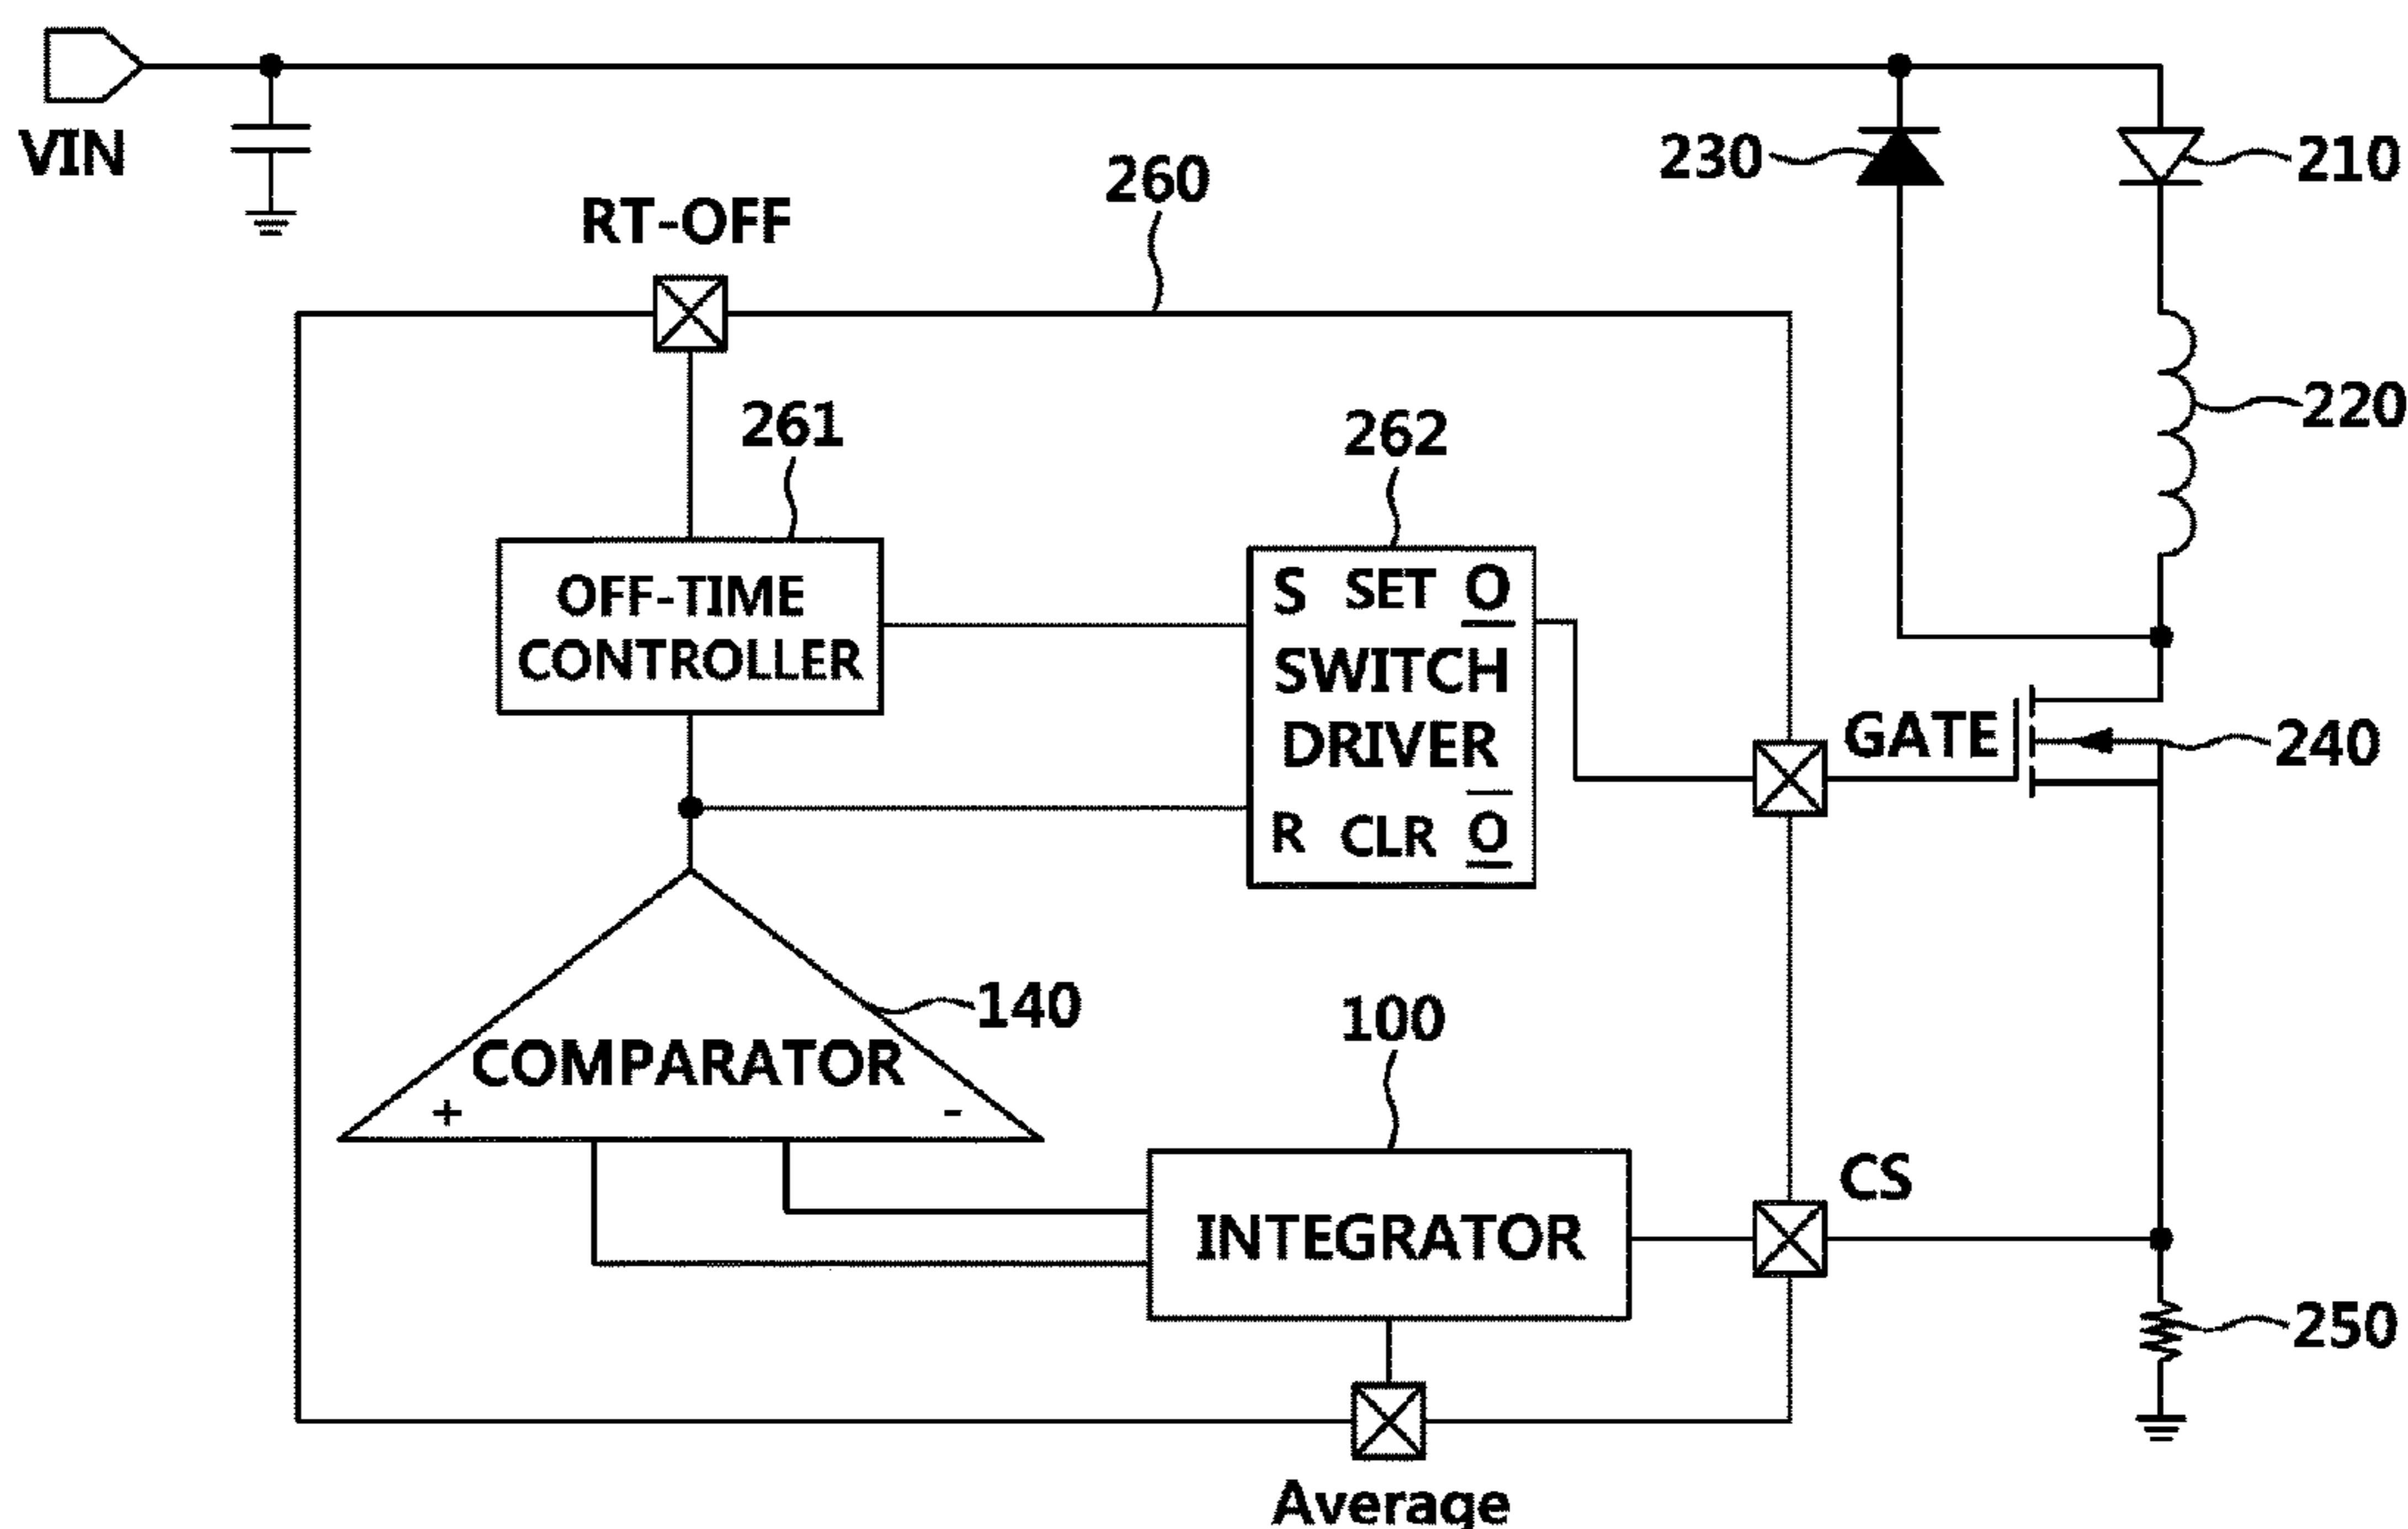 VIN
230
210
260
RT-OFF
220
261
262
OFF-TIME
CONTROLLER
S SET O
SWITCH
DRIVER
R CLR O
GATE
240
140
COMPARATOR
+ -
100
INTEGRATOR
CS
250
Average